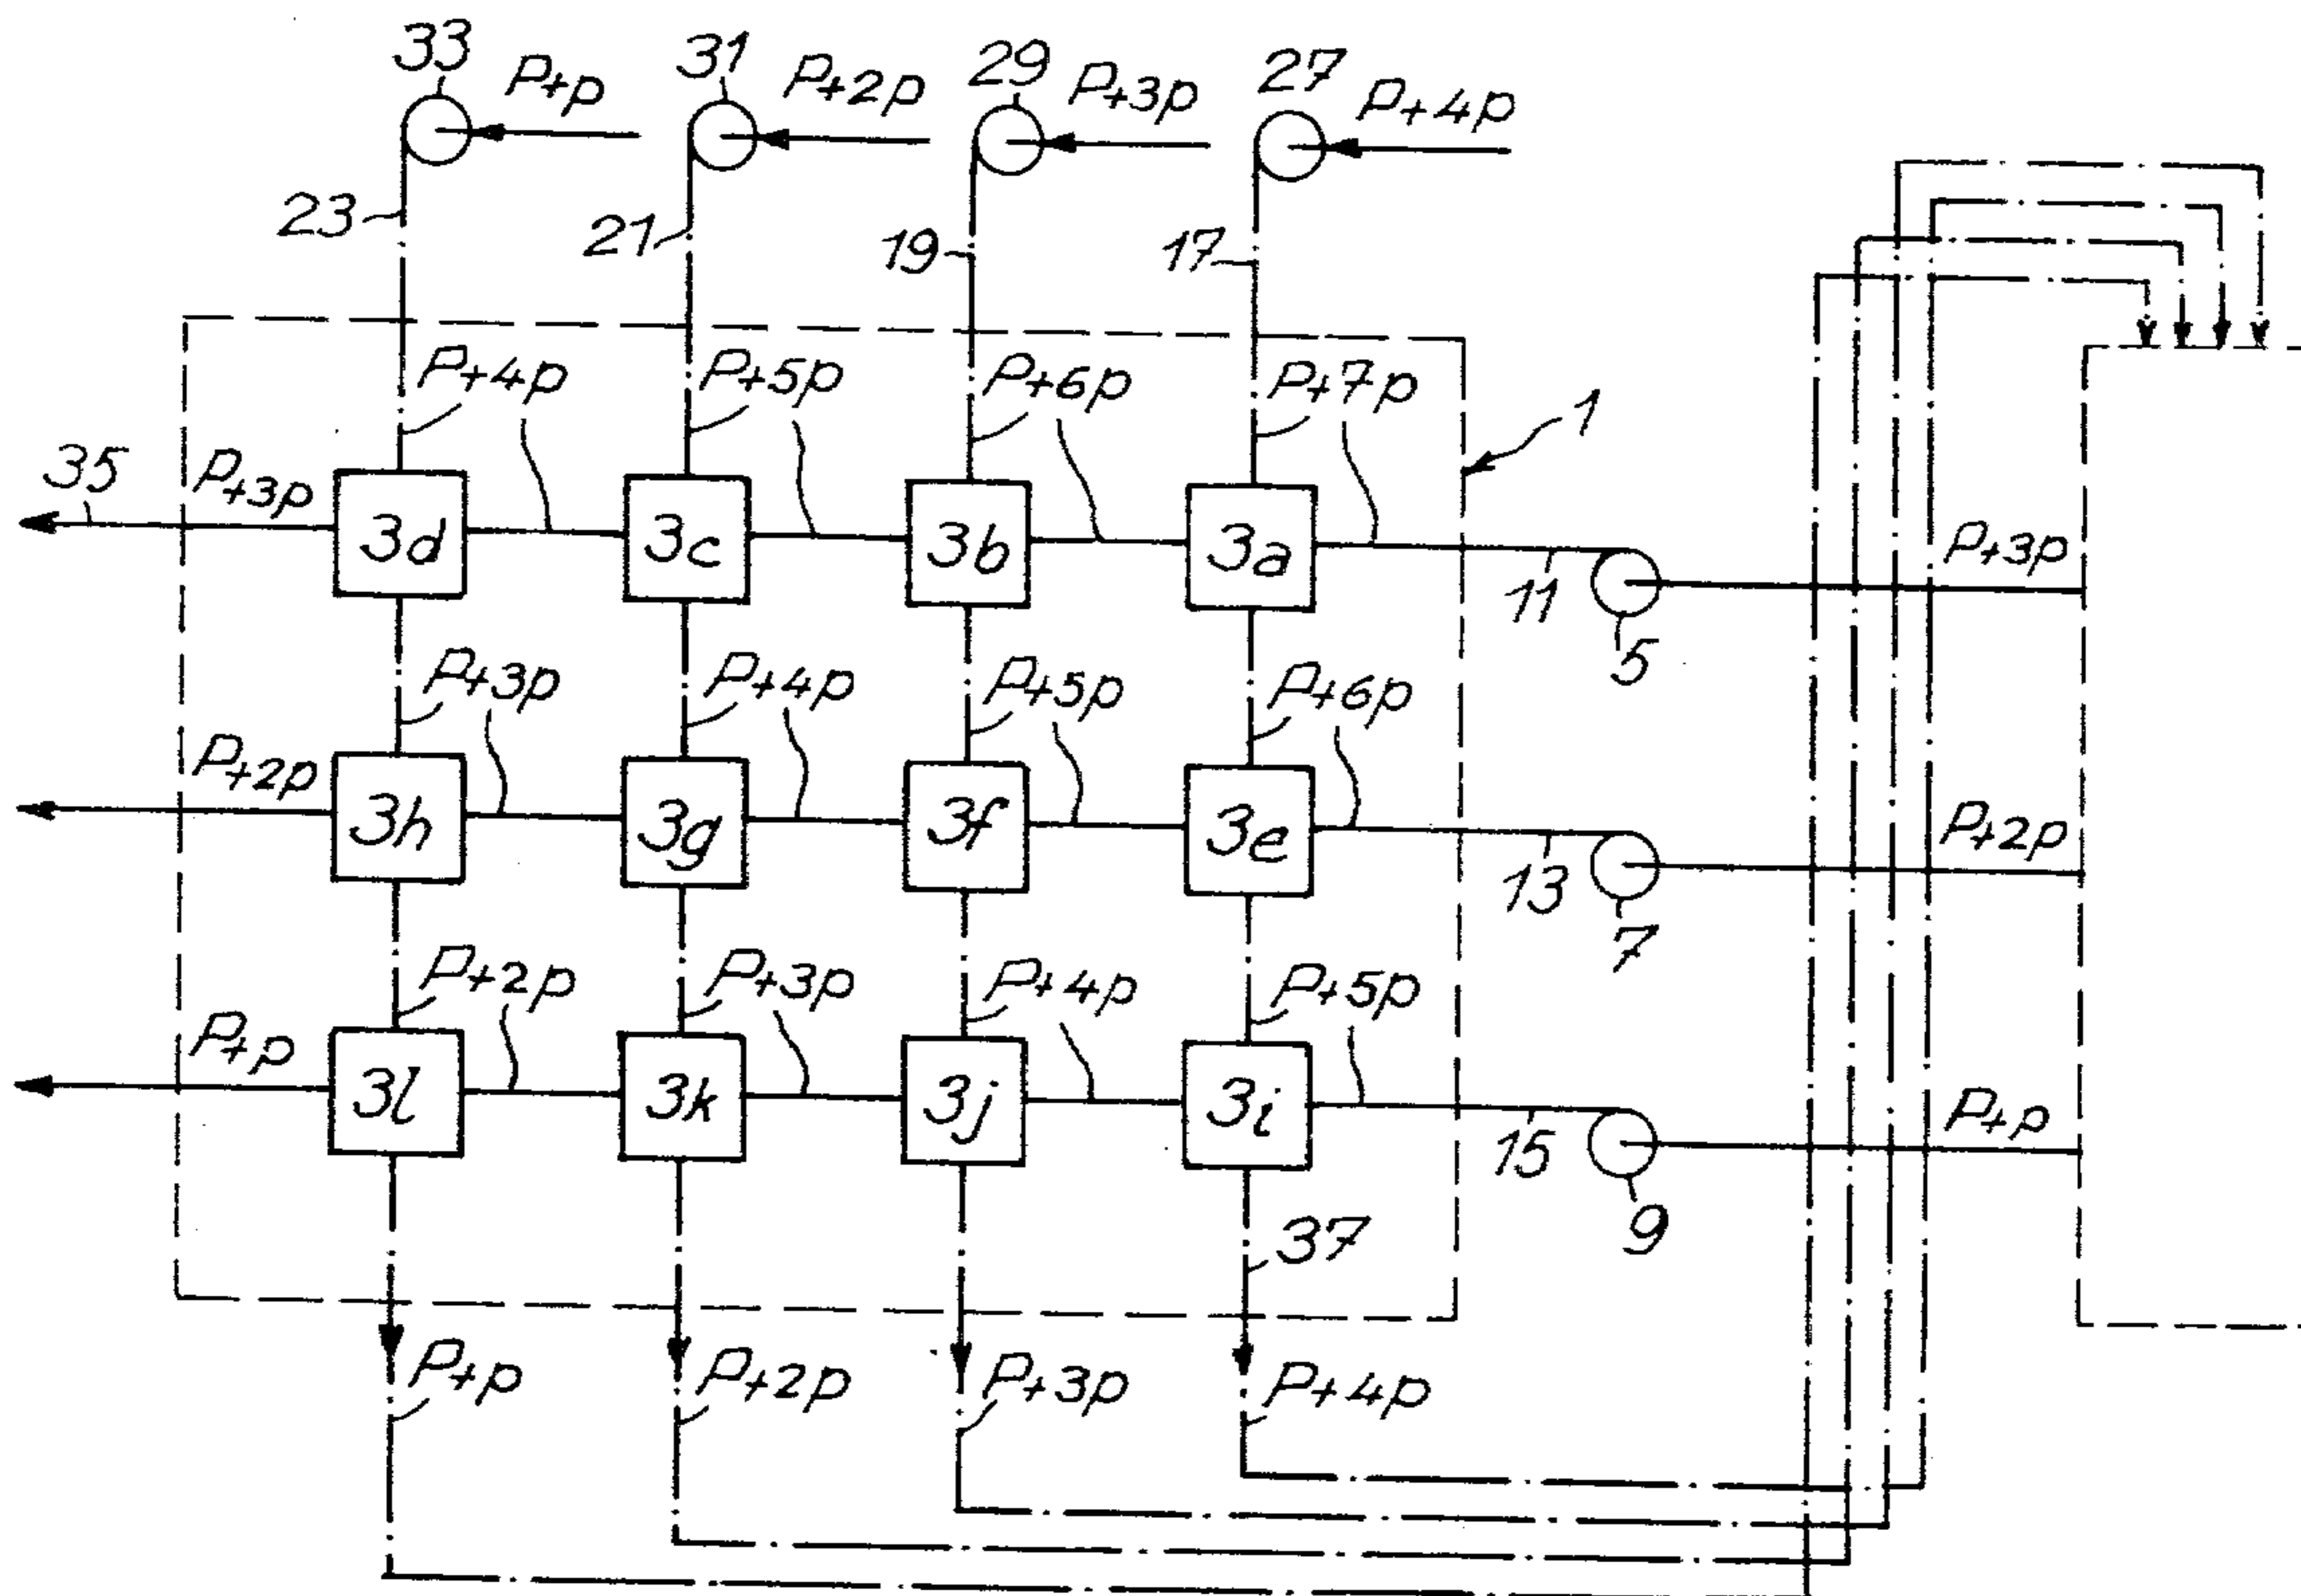 33 P+p 31 P+2p 29 P+3p 27 P+4p
23 21 19 17
P+4p P+5p P+6p P+7p 1
35 P+3p 3d 3c 3b 3a 11 5 P+3p
P+3p P+4p P+5p P+6p
P+2p 3h 3g 3f 3e 13 7 P+2p
P+2p P+3p P+4p P+5p
P+p 3l 3k 3j 3i 15 9 P+p
37
P+p P+2p P+3p P+4p